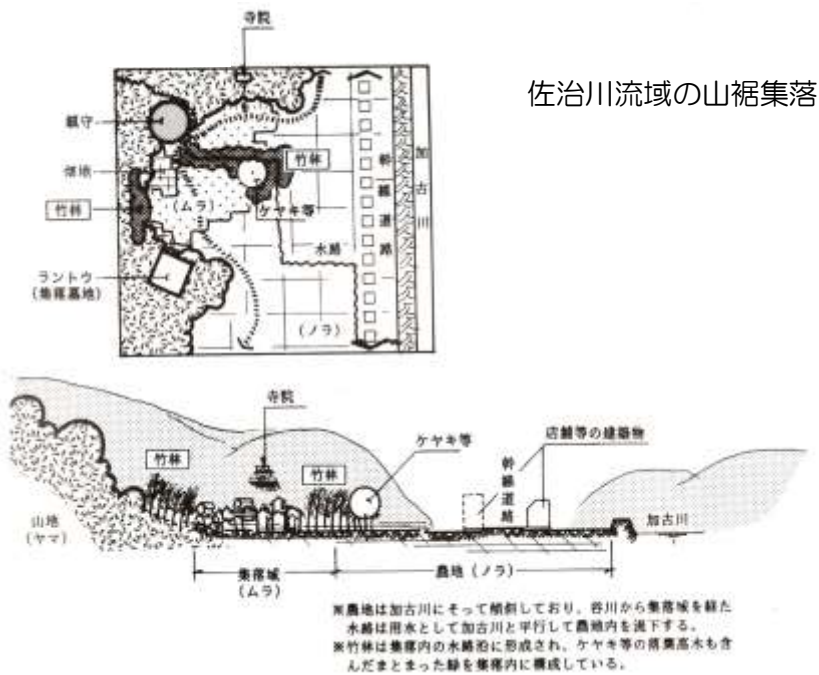 寺院
佐治川流域の山裾集落
鎮守
畑地
竹林
竹林
(ムラ)
ケヤキ等
水路
幹線道路
加古川
ラントウ
(集落墓地)
(ノラ)
寺院
ケヤキ等
店舗等の建築物
竹林
竹林
幹線道路
山地
(ヤマ)
加古川
集落域
(ムラ)
農地(ノラ)
※農地は加古川にそって傾斜しており、谷川から集落域を経た
水路は用水として加古川と平行して農地内を流下する。
※竹林は集落内の水路沿に形成され、ケヤキ等の落葉高木も含
んだまとまった緑を集落内に構成している。